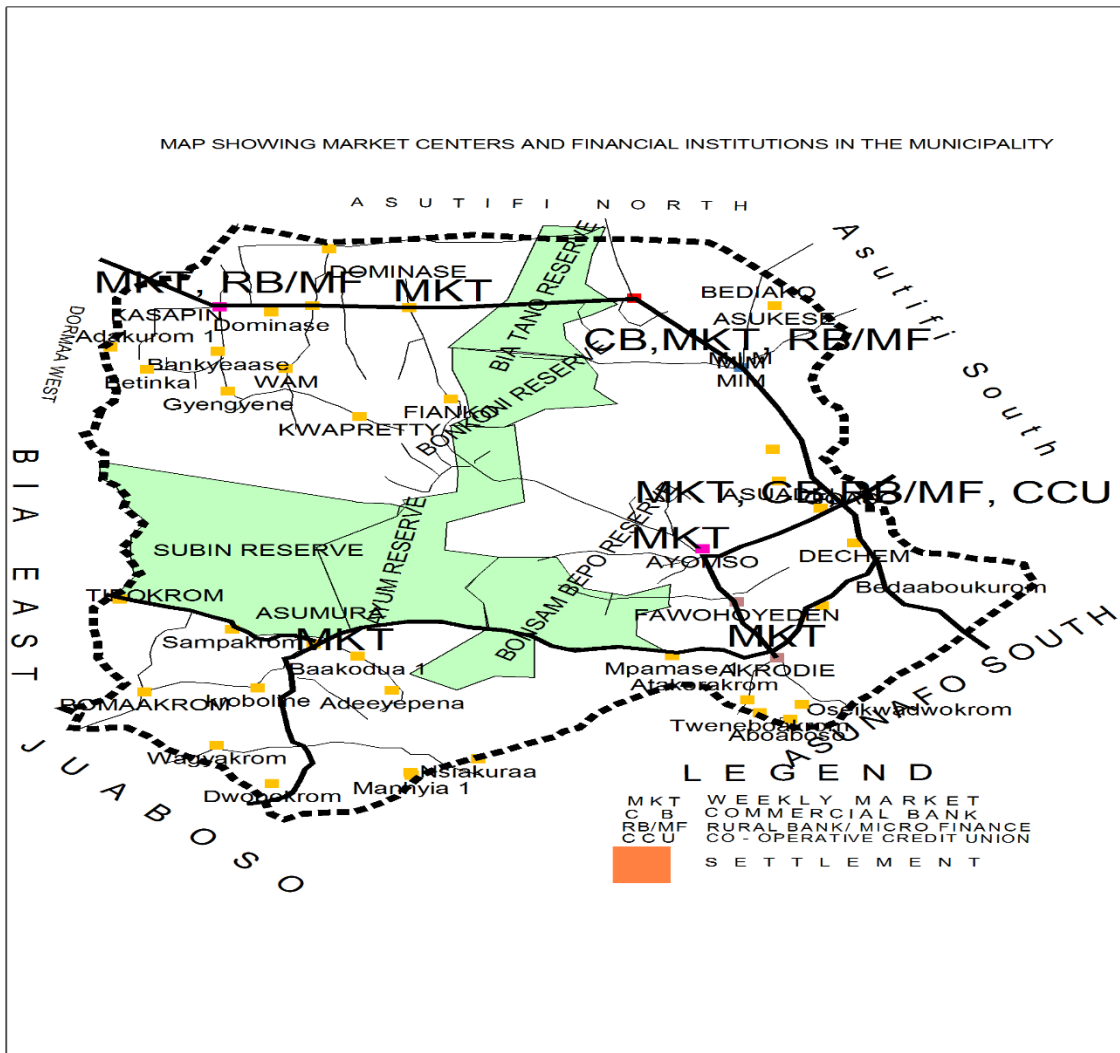 MAP SHOWING MARKET CENTERS AND FINANCIAL INSTITUTIONS IN THE MUNICIPALITY
ASUTIFI NORTH
Asutifi South
BIA TANO RESERVE
DOMINASE
MKT, RB/MF
MKT
BEDIAKO
KASAPIN
Dominase
ASUKESE
DORMAA WEST
Adakurom 1
CB,MKT, RB/MF
Bankyeaase
MIM
MIM
MIM
Betinka
WAM
Gyengyene
FIANKO
KWAPRETTY
BONKONI RESERVE
BIA EAST
MKT, CB,RB/MF, CCU
MKT
AYOMSO
DECHEM
SUBIN RESERVE
AYUM RESERVE
BONSAM BEPO RESERVE
Bedaaboukurom
TIPOKROM
ASUMURA
FAWOHOYEDEN
Sampakrom
MKT
MKT
Baakodua 1
Mpamase 1
AKRODIE
Atakorakrom
BOMAAKROM
Adeeyepena
Oseikwadwokrom
Tweneboakrom
Aboaboso
ASUNAFO SOUTH
Wagyakrom
Nsiakuraa
Manhyia 1
JUABOSO
LEGEND
MKT WEEKLY MARKET
CB COMMERCIAL BANK
RB/MF RURAL BANK/ MICRO FINANCE
CCU CO - OPERATIVE CREDIT UNION
SETTLEMENT